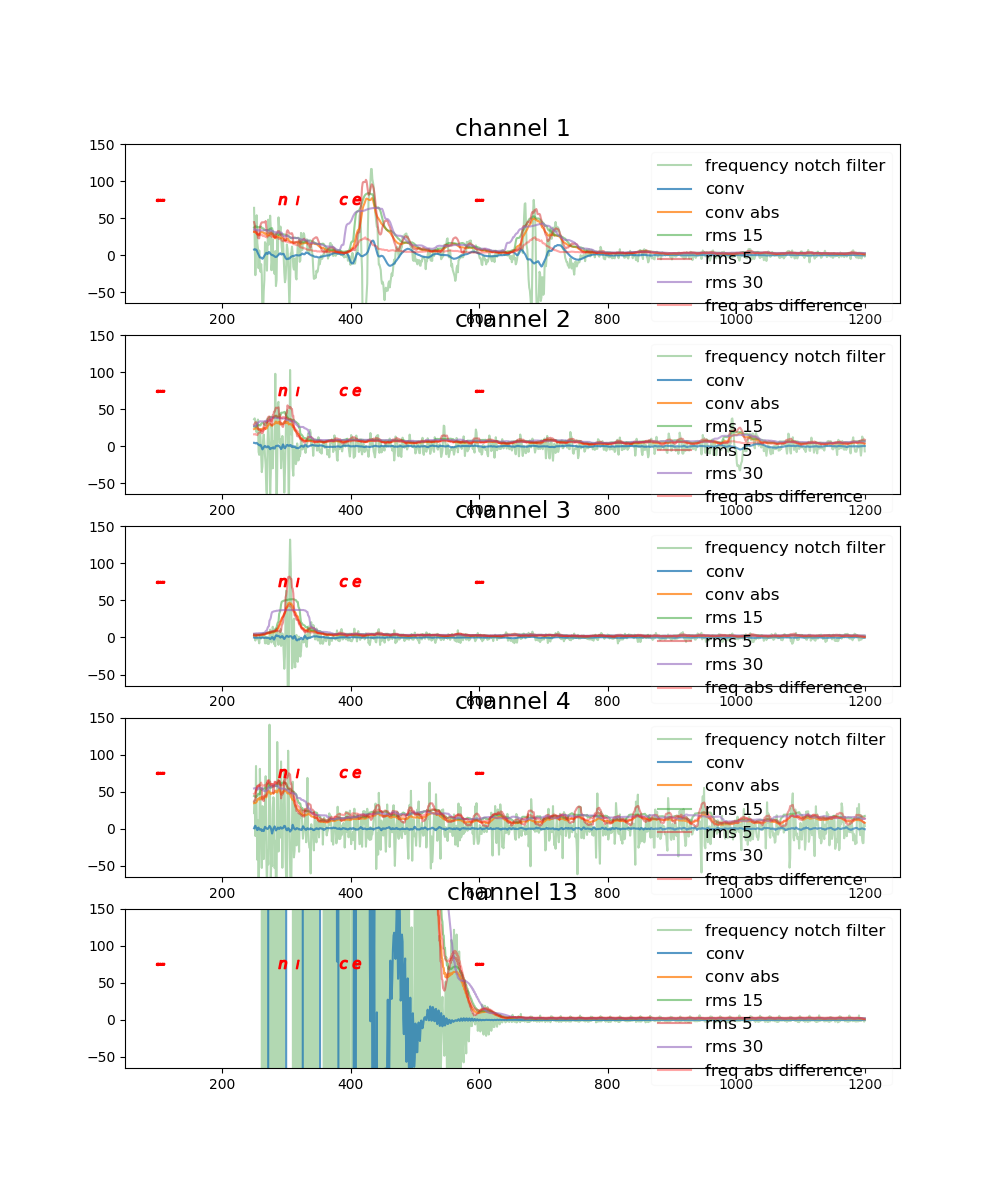 channel 1
150
100
50
0
−50
– n ı c e –
frequency notch filter
conv
conv abs
rms 15
rms 5
rms 30
freq abs difference
200 400 600 800 1000 1200
channel 2
150
100
50
0
−50
– n ı c e –
frequency notch filter
conv
conv abs
rms 15
rms 5
rms 30
freq abs difference
200 400 600 800 1000 1200
channel 3
150
100
50
0
−50
– n ı c e –
frequency notch filter
conv
conv abs
rms 15
rms 5
rms 30
freq abs difference
200 400 600 800 1000 1200
channel 4
150
100
50
0
−50
– n ı c e –
frequency notch filter
conv
conv abs
rms 15
rms 5
rms 30
freq abs difference
200 400 600 800 1000 1200
channel 13
150
100
50
0
−50
– n ı c e –
frequency notch filter
conv
conv abs
rms 15
rms 5
rms 30
freq abs difference
200 400 600 800 1000 1200